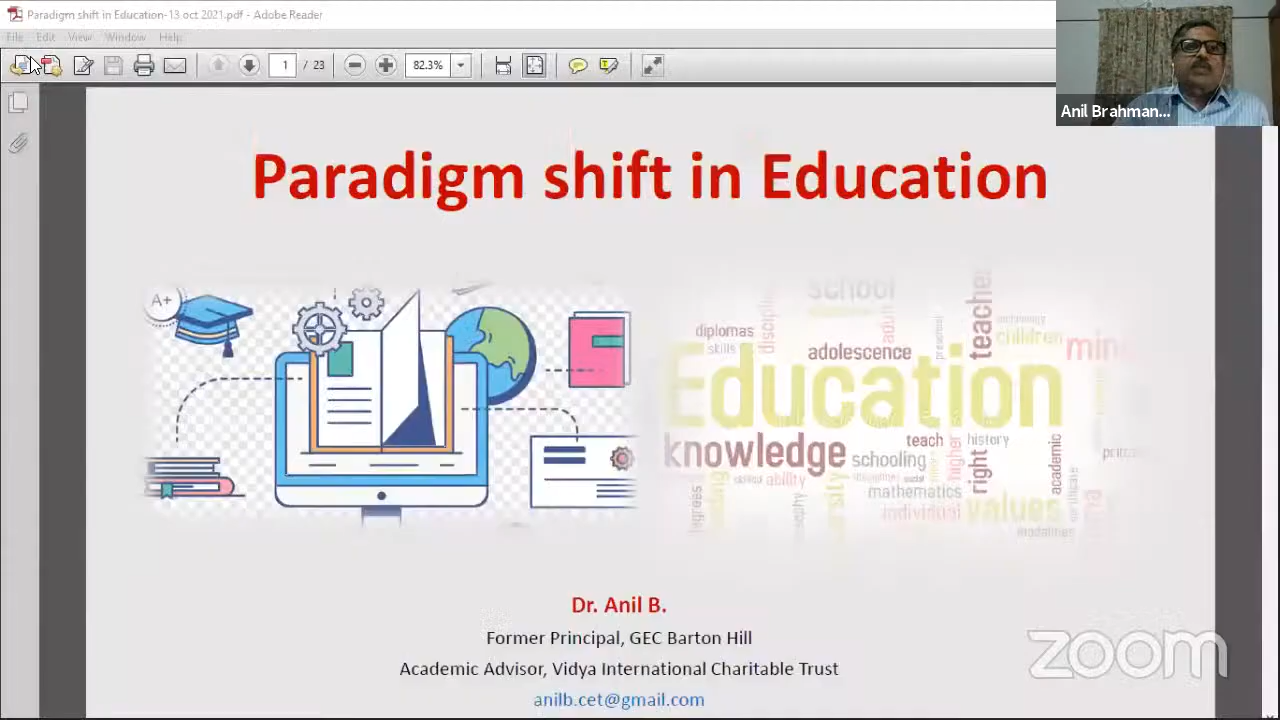 Paradigm shift in Education-13 oct 2021.pdf - Adobe Reader
File Edit View Window Help
1 / 23
82.3%
Anil Brahman...
Paradigm shift in Education
A+
school
diplomas
skills
adolescence
teacher
children
Education
knowledge
teach
history
schooling
higher
right
academic
ability
mathematics
individual
values
modalities
Dr. Anil B.
Former Principal, GEC Barton Hill
Academic Advisor, Vidya International Charitable Trust
anilb.cet@gmail.com
zoom